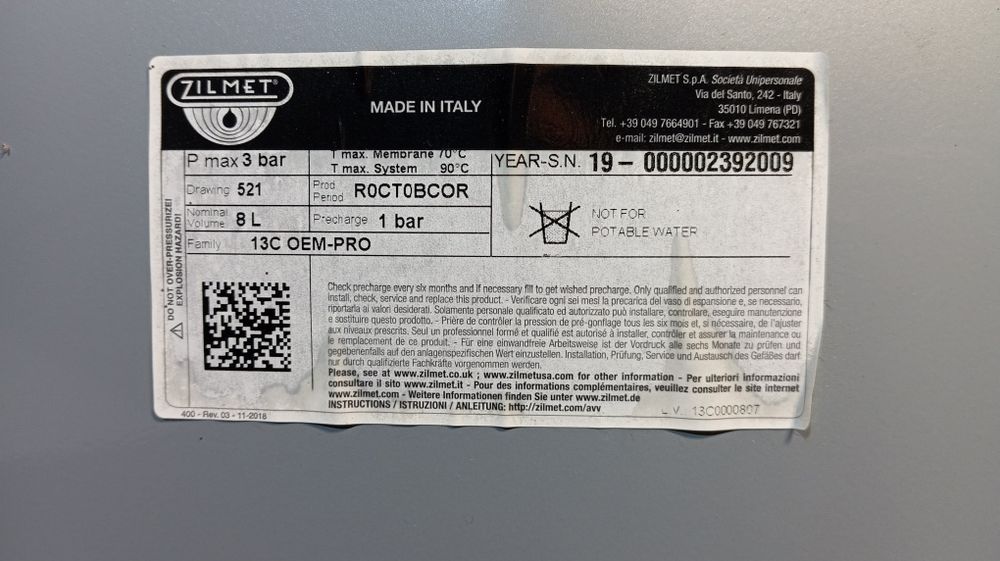 ZILMET®
MADE IN ITALY
ZILMET S.p.A. Società Unipersonale
Via del Santo, 242 - Italy
35010 Limena (PD)
Tel. +39 049 7664901 - Fax +39 049 767321
e-mail: zilmet@zilmet.it - www.zilmet.com
P max 3 bar
T max. Membrane 70°C
T max. System 90°C
YEAR-S.N. 19 - 000002392009
Drawing 521
Prod Period R0CT0BCOR
Nominal Volume 8 L
Precharge 1 bar
NOT FOR
POTABLE WATER
Family 13C OEM-PRO
DO NOT OVER-PRESSURIZE!
EXPLOSION HAZARD!
Check precharge every six months and if necessary fill to get wished precharge. Only qualified and authorized personnel can
install, check, service and replace this product. - Verificare ogni sei mesi la precarica del vaso di espansione e, se necessario,
riportarla ai valori desiderati. Solamente personale qualificato ed autorizzato può installare, controllare, eseguire manutenzione
e sostituire questo prodotto. - Prière de contrôler la pression de pré-gonflage tous les six mois et, si nécessaire, de l'ajuster
aux niveaux prescrits. Seul un professionnel formé et qualifié est autorisé à installer, contrôler et assurer la maintenance ou
le remplacement de ce produit. - Für eine einwandfreie Arbeitsweise ist der Vordruck alle sechs Monate zu prüfen und
gegebenenfalls auf den anlagenspezifischen Wert einzustellen. Installation, Prüfung, Service und Austausch des Gefäßes darf
nur durch qualifizierte Fachkräfte vorgenommen werden.
Please, see at www.zilmet.co.uk ; www.zilmetusa.com for other information - Per ulteriori informazioni
consultare il sito www.zilmet.it - Pour des informations complémentaires, veuillez consulter le site internet
www.zilmet.com - Weitere Informationen finden Sie unter www.zilmet.de
INSTRUCTIONS / ISTRUZIONI / ANLEITUNG: http://zilmet.com/avv
L.V. 13C0000807
400 - Rev. 03 - 11-2018